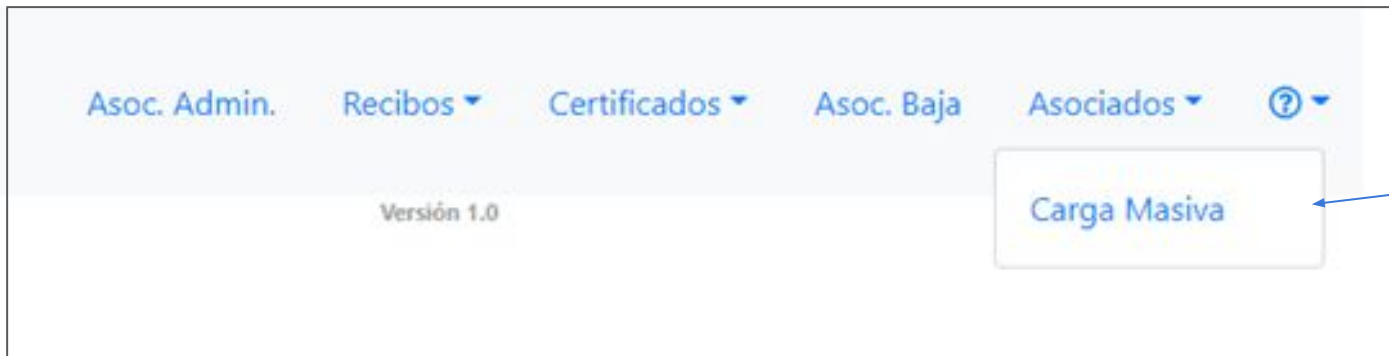 Asoc. Admin. Recibos Certificados Asoc. Baja Asociados
Carga Masiva
Versión 1.0